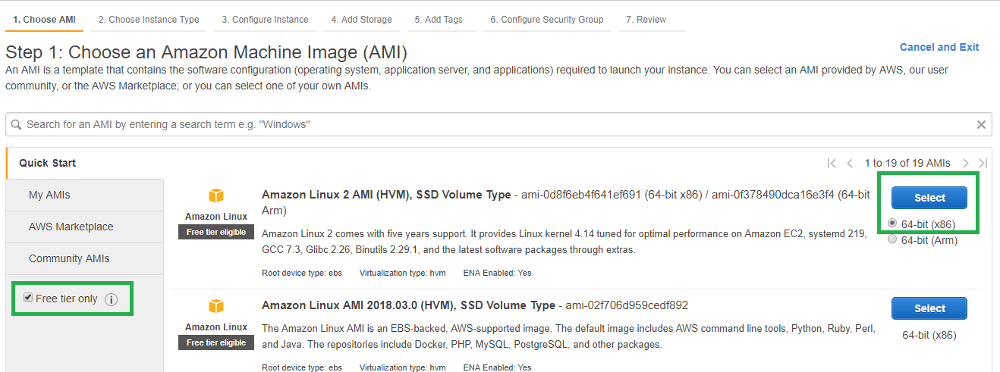 1. Choose AMI 2. Choose Instance Type 3. Configure Instance 4. Add Storage 5. Add Tags 6. Configure Security Group 7. Review
Step 1: Choose an Amazon Machine Image (AMI)
Cancel and Exit
An AMI is a template that contains the software configuration (operating system, application server, and applications) required to launch your instance. You can select an AMI provided by AWS, our user
community, or the AWS Marketplace; or you can select one of your own AMIs.
Search for an AMI by entering a search term e.g. "Windows"
Quick Start
My AMIs
AWS Marketplace
Community AMIs
Free tier only
1 to 19 of 19 AMIs
Amazon Linux
Free tier eligible
Amazon Linux 2 AMI (HVM), SSD Volume Type - ami-0d8f6eb4f641ef691 (64-bit x86) / ami-0f378490dca16e3f4 (64-bit
Arm)
Amazon Linux 2 comes with five years support. It provides Linux kernel 4.14 tuned for optimal performance on Amazon EC2, systemd 219,
GCC 7.3, Glibc 2.26, Binutils 2.29.1, and the latest software packages through extras.
Root device type: ebs Virtualization type: hvm ENA Enabled: Yes
Select
64-bit (x86)
64-bit (Arm)
Amazon Linux
Free tier eligible
Amazon Linux AMI 2018.03.0 (HVM), SSD Volume Type - ami-02f706d959cedf892
The Amazon Linux AMI is an EBS-backed, AWS-supported image. The default image includes AWS command line tools, Python, Ruby, Perl,
and Java. The repositories include Docker, PHP, MySQL, PostgreSQL, and other packages.
Root device type: ebs Virtualization type: hvm ENA Enabled: Yes
Select
64-bit (x86)